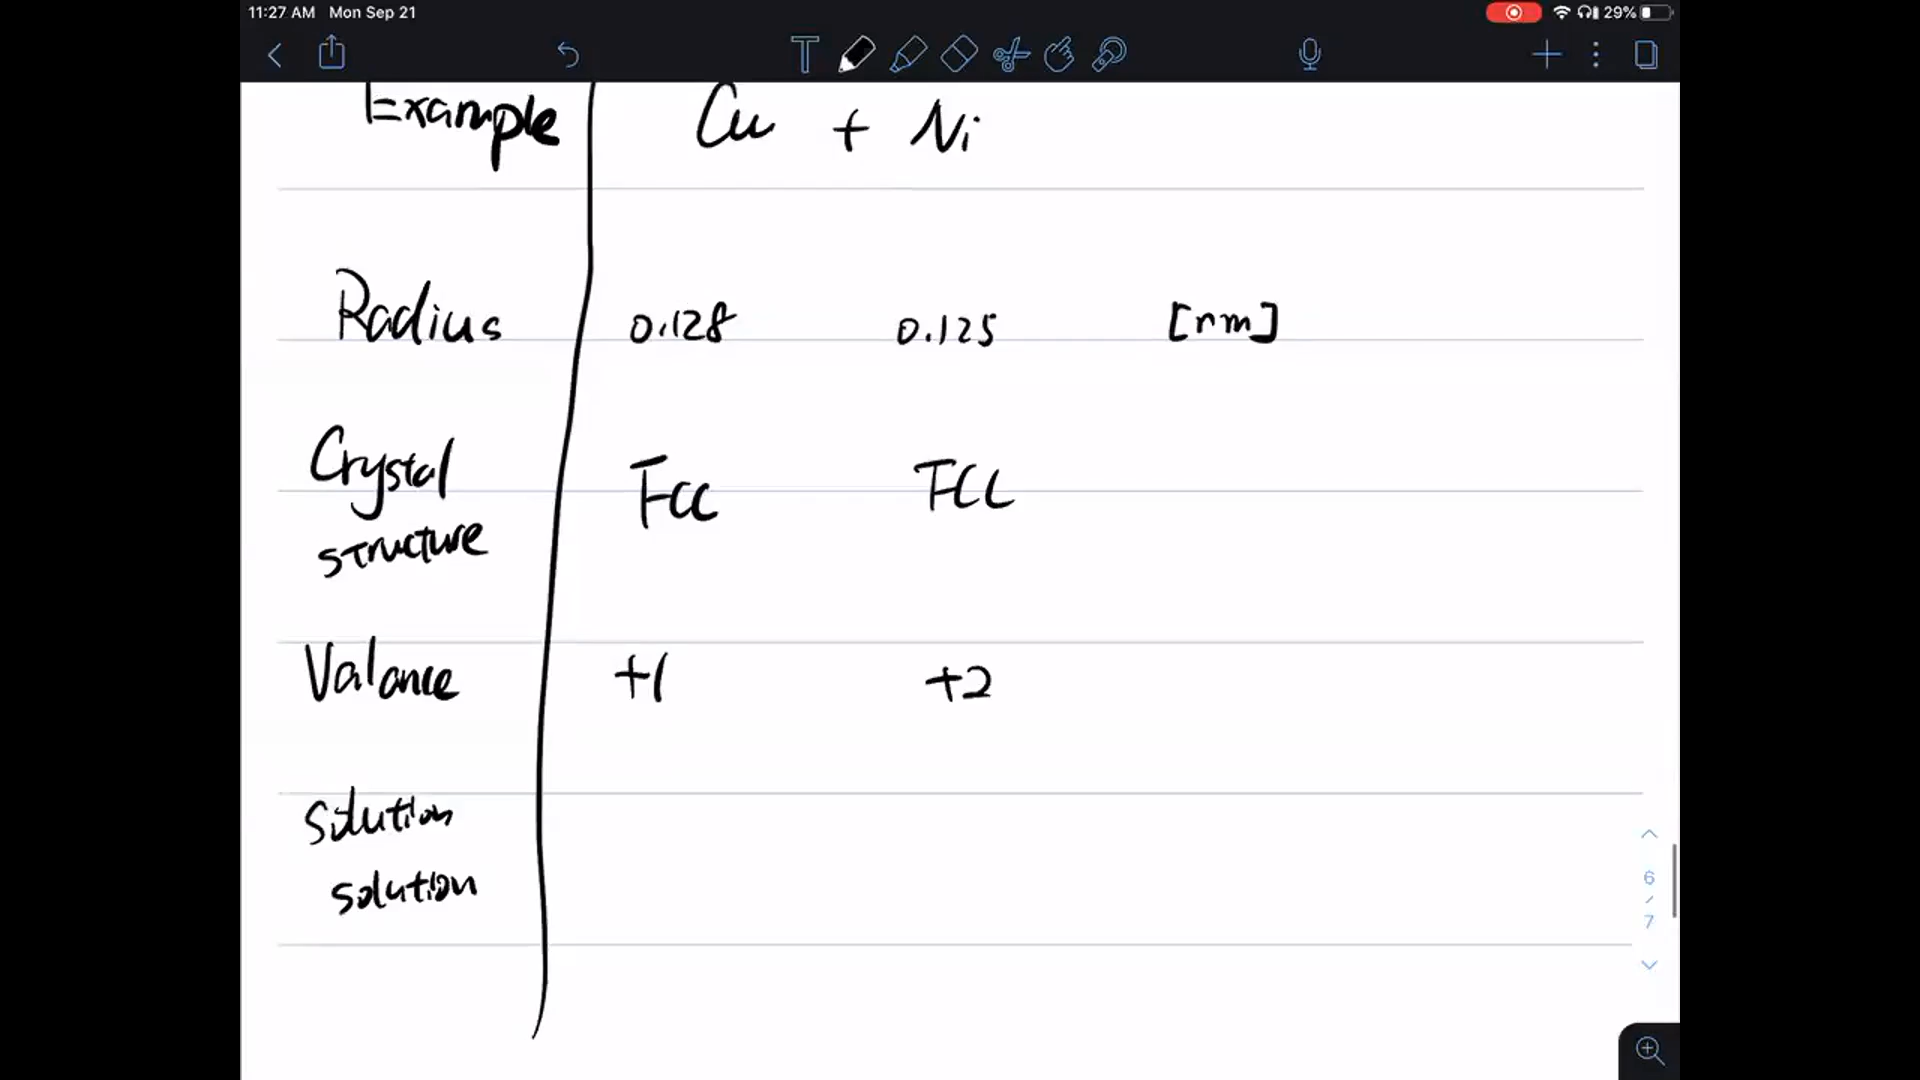 11:27 AM Mon Sep 21
29%
T
Example Cu + Ni
Radius 0.128 0.125 [nm]
Crystal structure FCC FCC
Valance +1 +2
Solution
solution
6
/
7